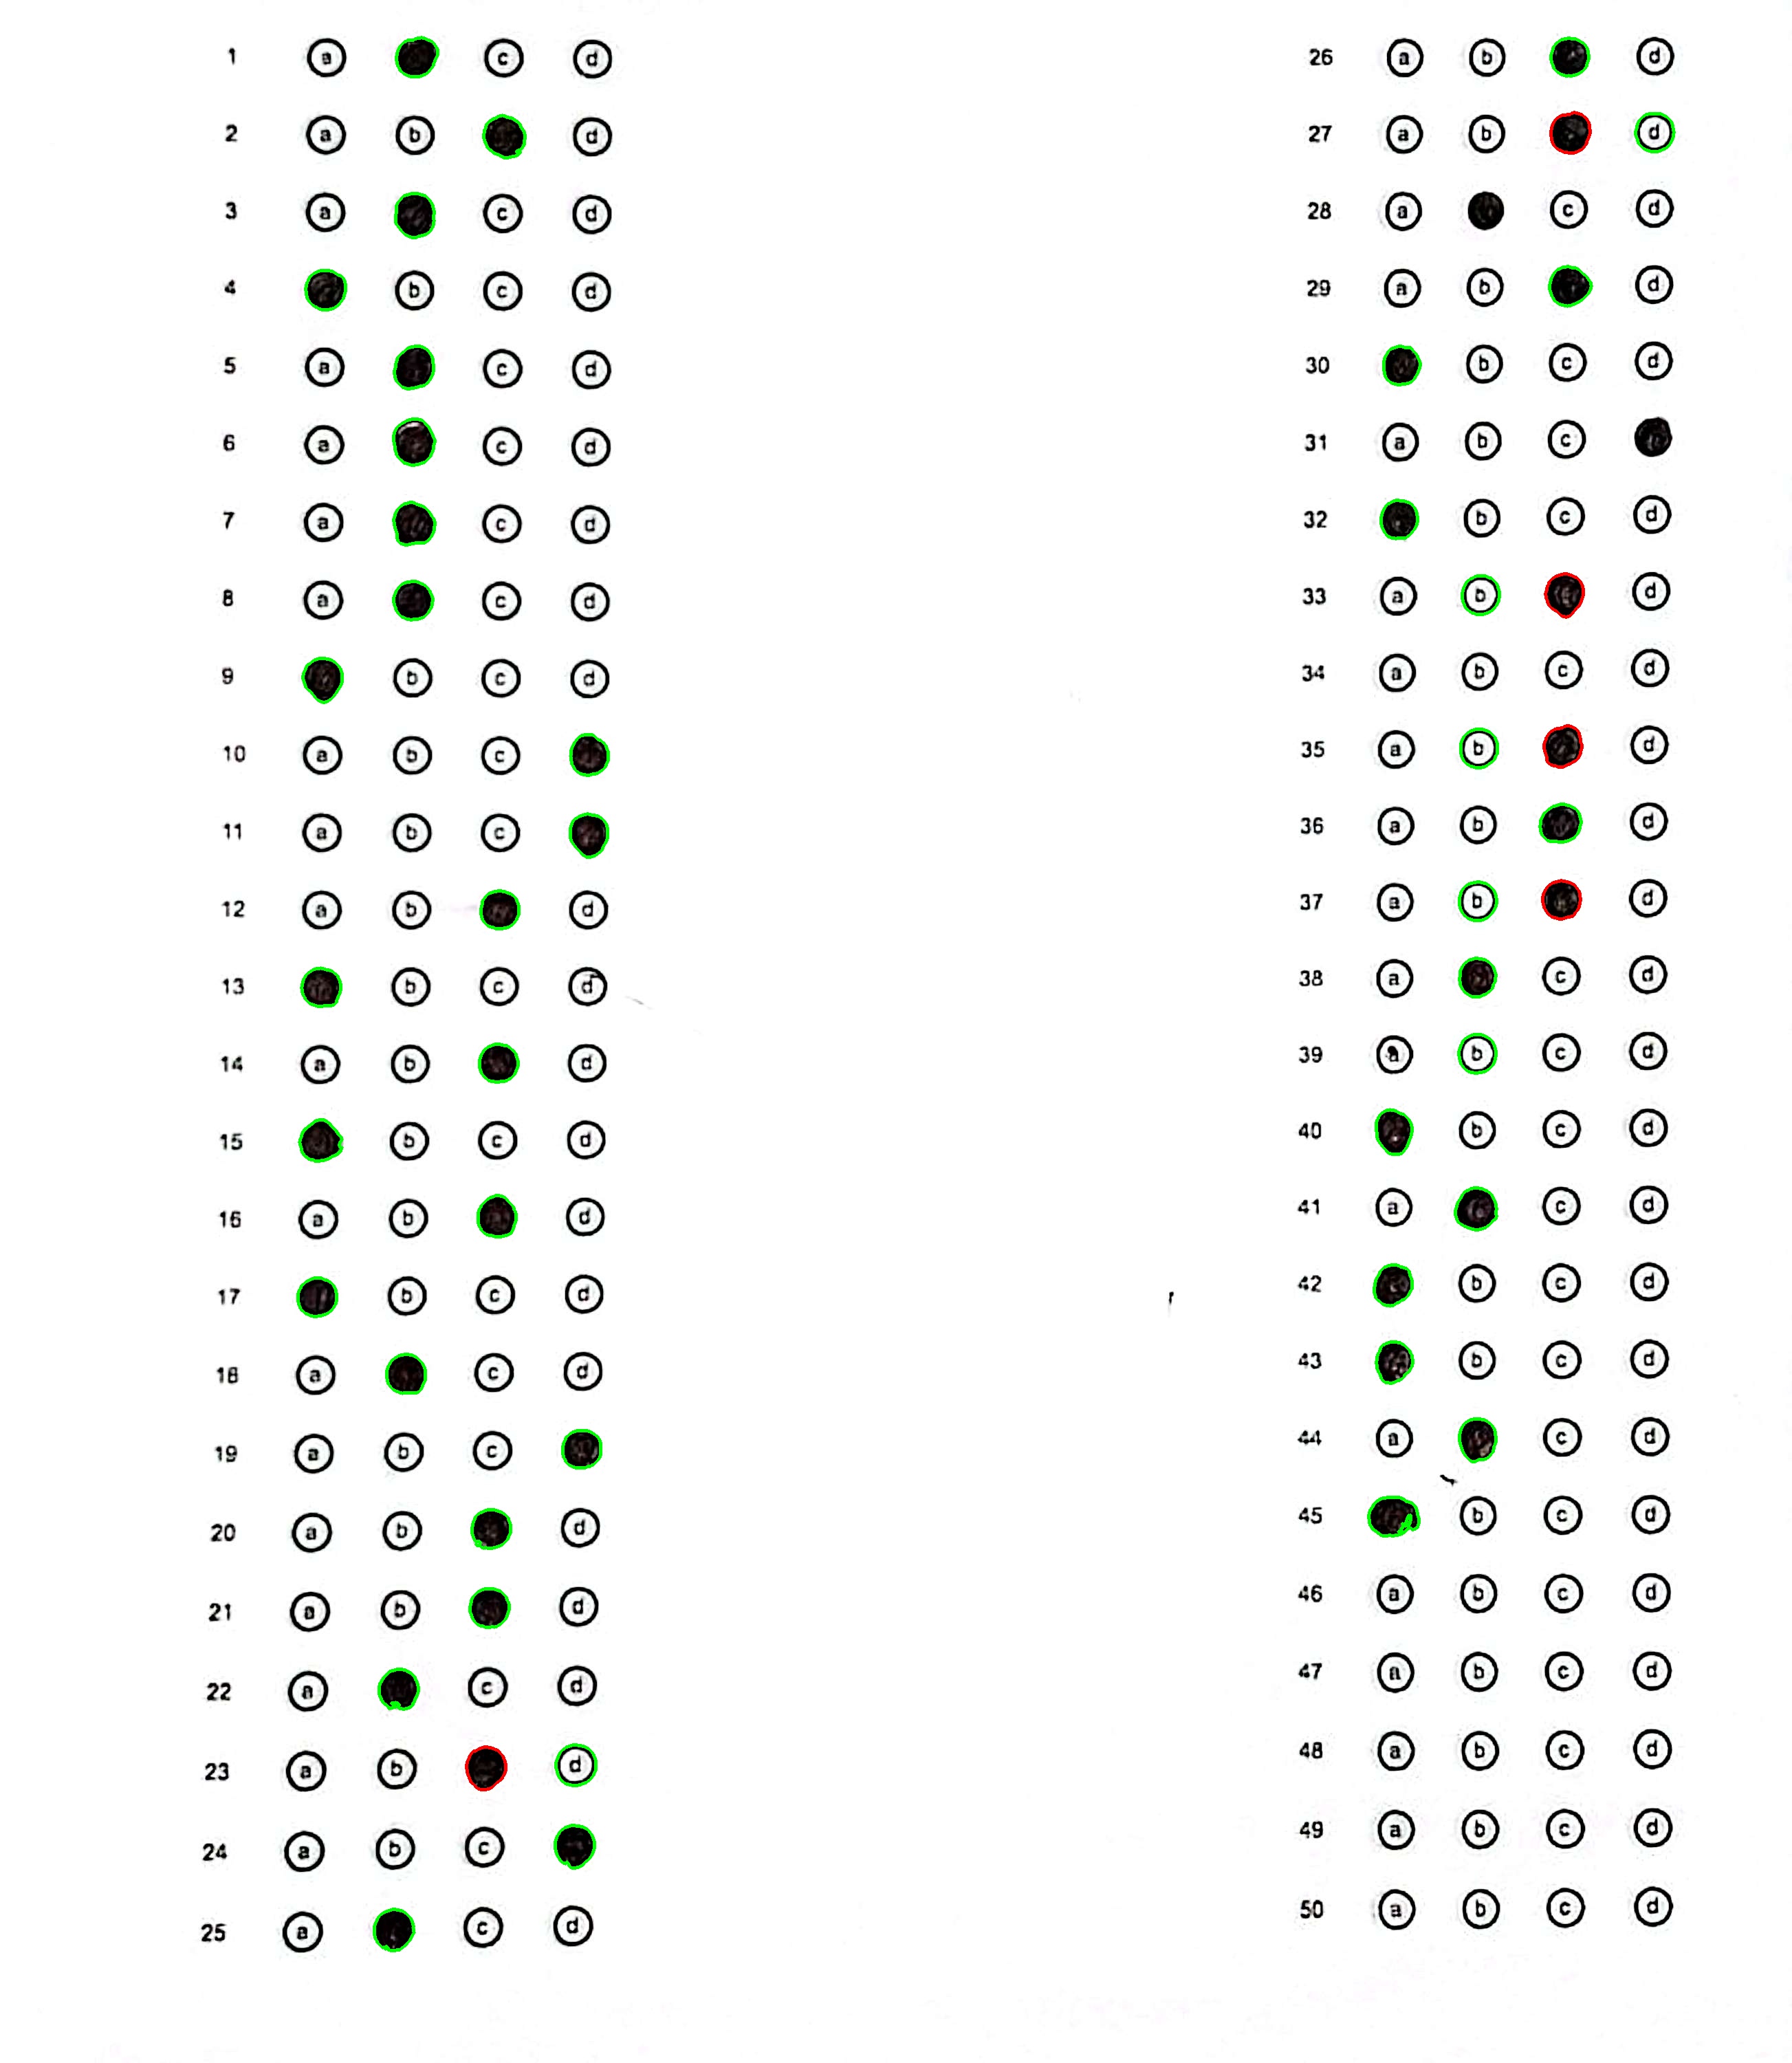 1 a c d
2 a b d
3 a c d
4 b c d
5 a c d
6 a c d
7 a c d
8 a c d
9 b c d
10 a b c
11 a b c
12 a b d
13 b c d
14 a b d
15 b c d
16 a b d
17 b c d
18 a c d
19 a b c
20 a b d
21 a b d
22 a c d
23 a b d
24 a b c
25 a c d
26 a b d
27 a b d
28 a c d
29 a b d
30 b c d
31 a b c
32 b c d
33 a b d
34 a b c d
35 a b d
36 a b d
37 a b d
38 a c d
39 a b c d
40 b c d
41 a c d
42 b c d
43 b c d
44 a c d
45 b c d
46 a b c d
47 a b c d
48 a b c d
49 a b c d
50 a b c d